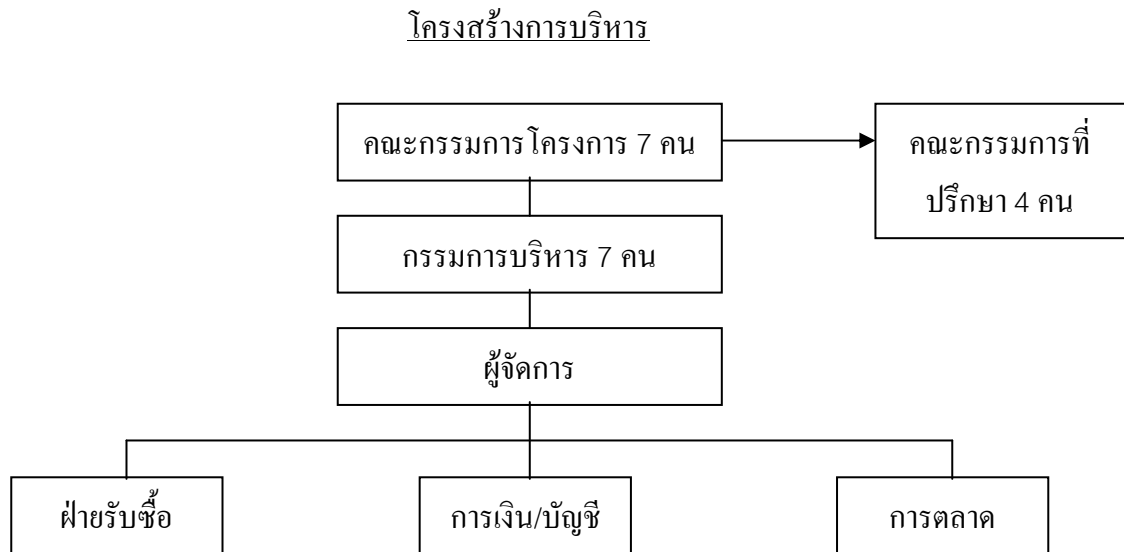 โครงสร้างการบริหาร
คณะกรรมการโครงการ 7 คน
คณะกรรมการที่
ปรึกษา 4 คน
กรรมการบริหาร 7 คน
ผู้จัดการ
ฝ่ายรับซื้อ
การเงิน/บัญชี
การตลาด